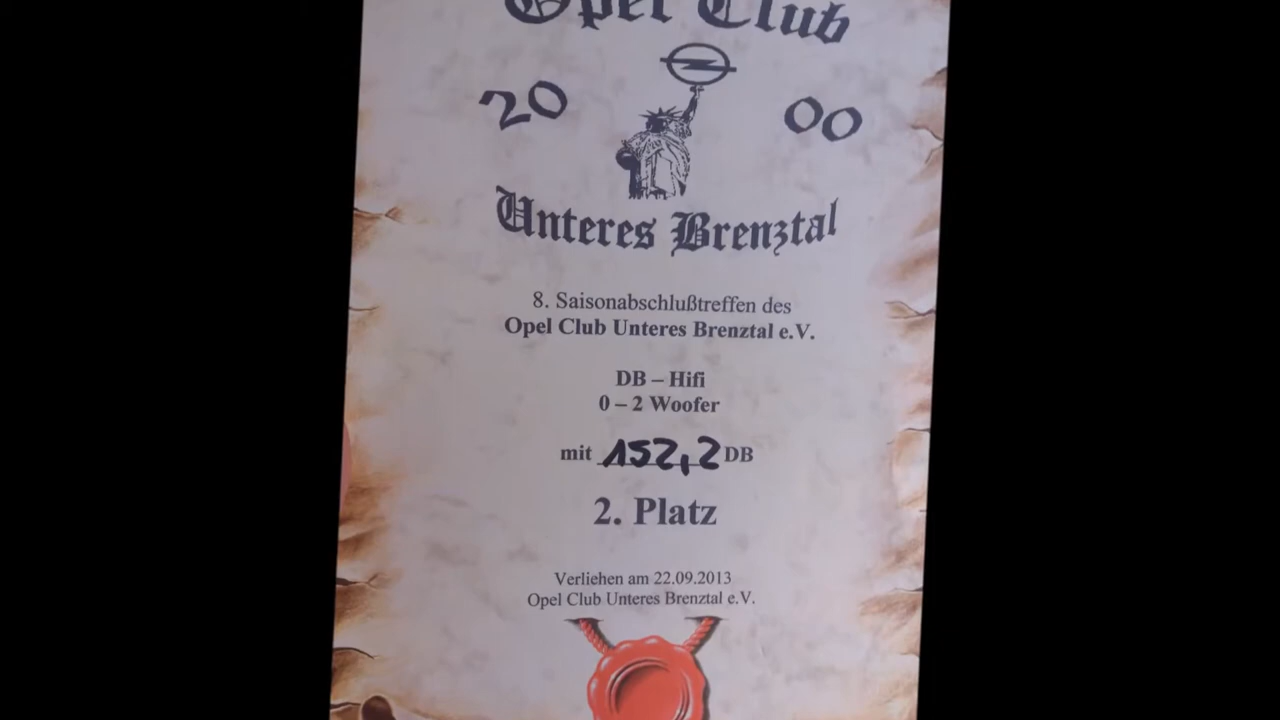 Opel Club
20 00
Unteres Brenztal
8. Saisonabschlußtreffen des
Opel Club Unteres Brenztal e.V.
DB – Hifi
0 – 2 Woofer
mit 152,2 DB
2. Platz
Verliehen am 22.09.2013
Opel Club Unteres Brenztal e.V.